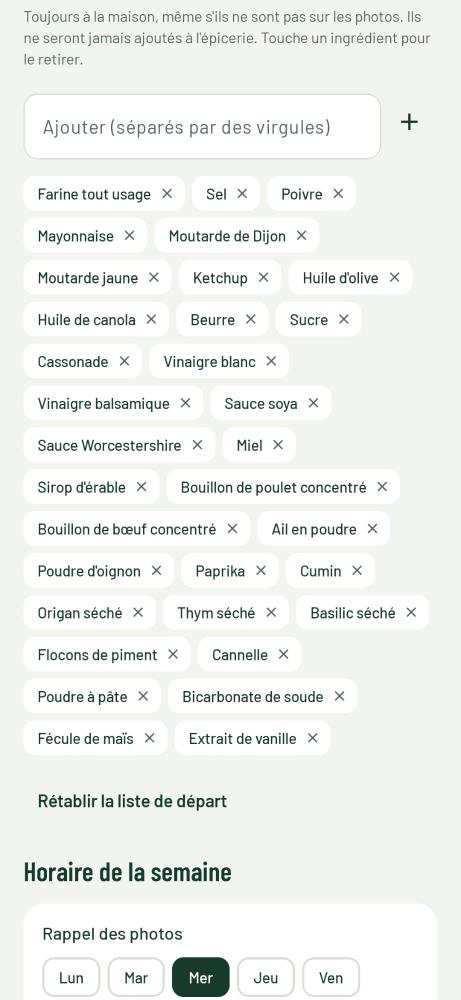 Toujours à la maison, même s'ils ne sont pas sur les photos. Ils
ne seront jamais ajoutés à l'épicerie. Touche un ingrédient pour
le retirer.
Ajouter (séparés par des virgules) +
Farine tout usage × Sel × Poivre ×
Mayonnaise × Moutarde de Dijon ×
Moutarde jaune × Ketchup × Huile d'olive ×
Huile de canola × Beurre × Sucre ×
Cassonade × Vinaigre blanc ×
Vinaigre balsamique × Sauce soya ×
Sauce Worcestershire × Miel ×
Sirop d'érable × Bouillon de poulet concentré ×
Bouillon de bœuf concentré × Ail en poudre ×
Poudre d'oignon × Paprika × Cumin ×
Origan séché × Thym séché × Basilic séché ×
Flocons de piment × Cannelle ×
Poudre à pâte × Bicarbonate de soude ×
Fécule de maïs × Extrait de vanille ×
Rétablir la liste de départ
Horaire de la semaine
Rappel des photos
Lun Mar Mer Jeu Ven